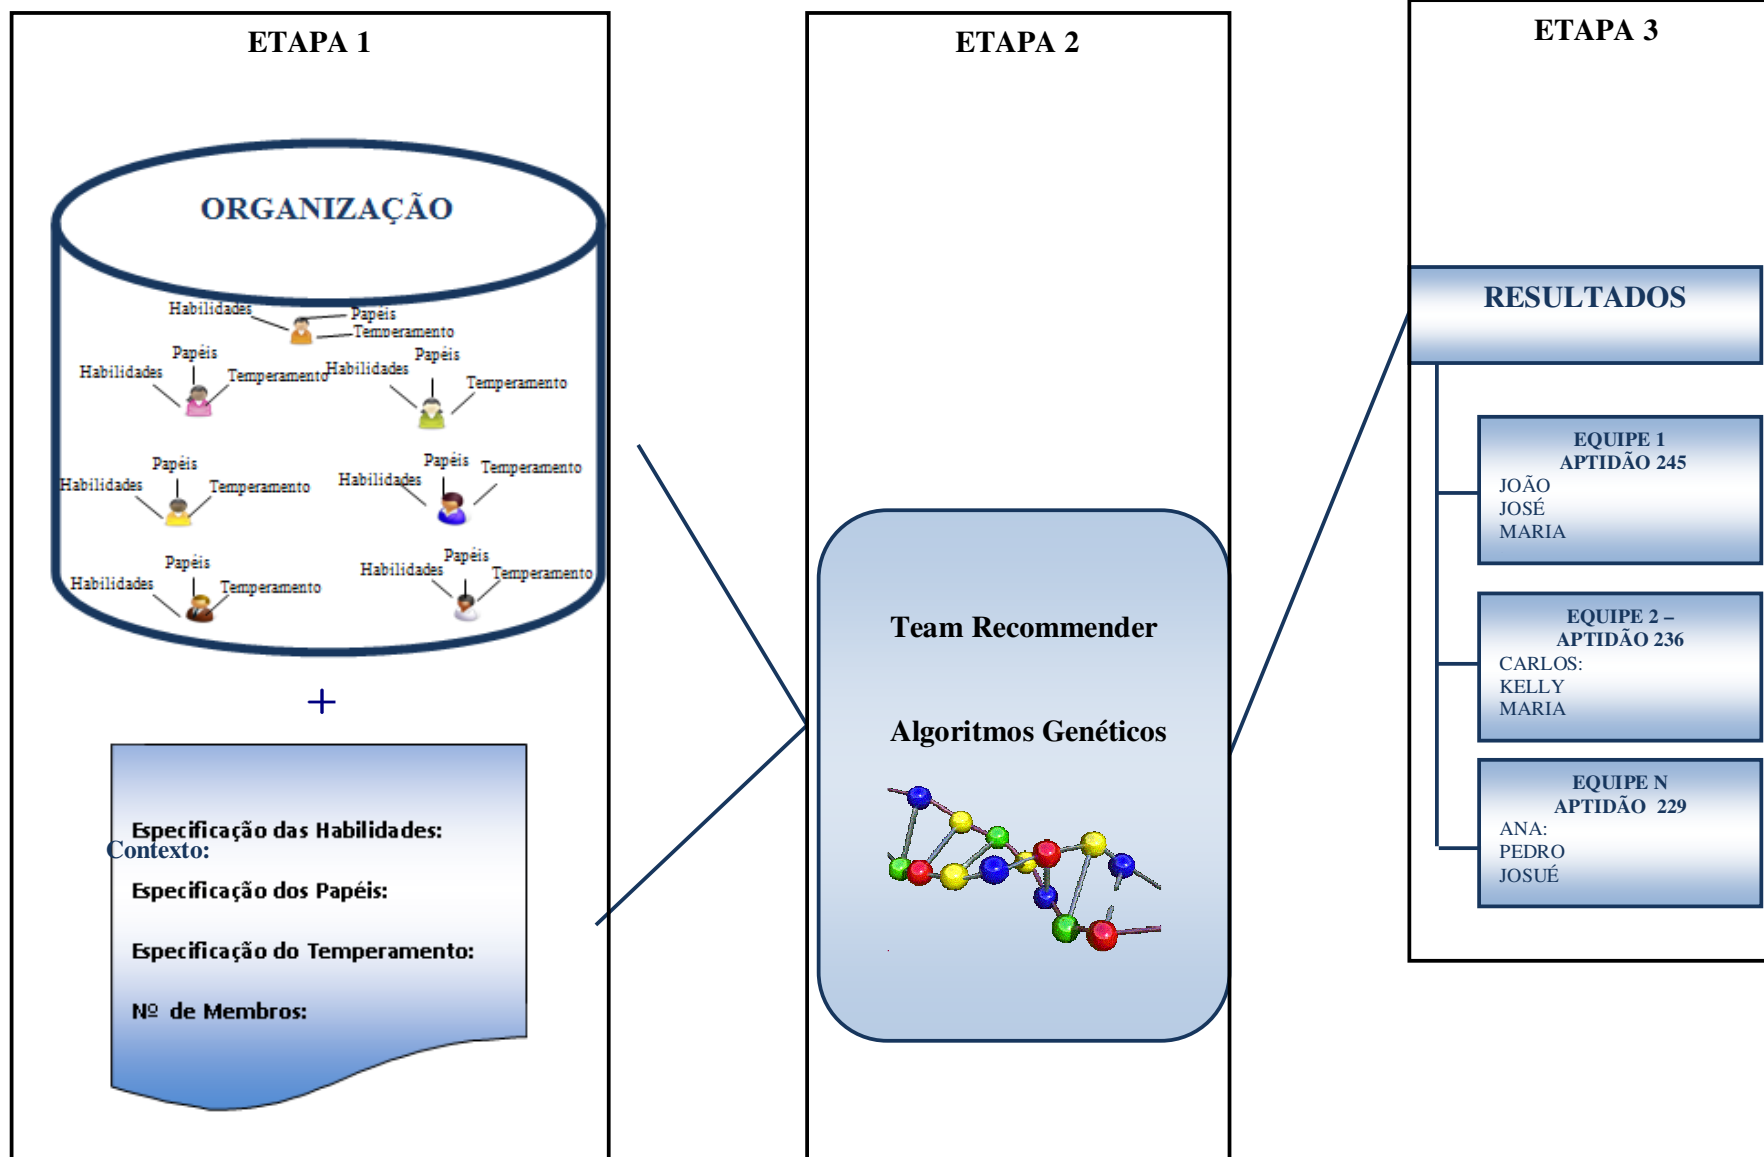 ETAPA 1
ORGANIZAÇÃO
Habilidades
Papéis
Temperamento
Papéis
Habilidades
Temperamento
Papéis
Habilidades
Temperamento
Papéis
Habilidades
Temperamento
Papéis
Habilidades
Temperamento
Papéis
Habilidades
Temperamento
Papéis
Habilidades
Temperamento
+
Especificação das Habilidades:
Contexto:
Especificação dos Papéis:
Especificação do Temperamento:
Nº de Membros:
ETAPA 2
Team Recommender
Algoritmos Genéticos
ETAPA 3
RESULTADOS
EQUIPE 1
APTIDÃO 245
JOÃO
JOSÉ
MARIA
EQUIPE 2 –
APTIDÃO 236
CARLOS:
KELLY
MARIA
EQUIPE N
APTIDÃO 229
ANA:
PEDRO
JOSUÉ